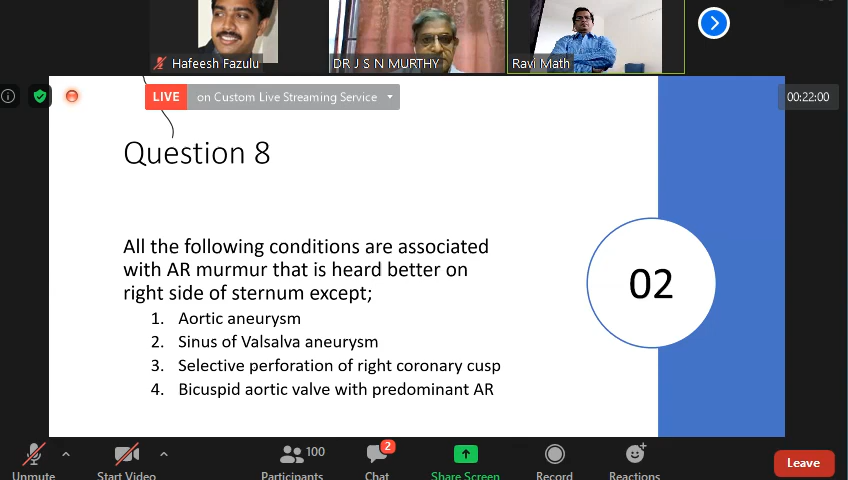 Hafeesh Fazulu
DR J S N MURTHY
Ravi Math
LIVE on Custom Live Streaming Service
00:22:00
Question 8
All the following conditions are associated
with AR murmur that is heard better on
right side of sternum except;
1. Aortic aneurysm
2. Sinus of Valsalva aneurysm
3. Selective perforation of right coronary cusp
4. Bicuspid aortic valve with predominant AR
02
Unmute
Start Video
Participants
100
Chat
2
Share Screen
Record
Reactions
Leave